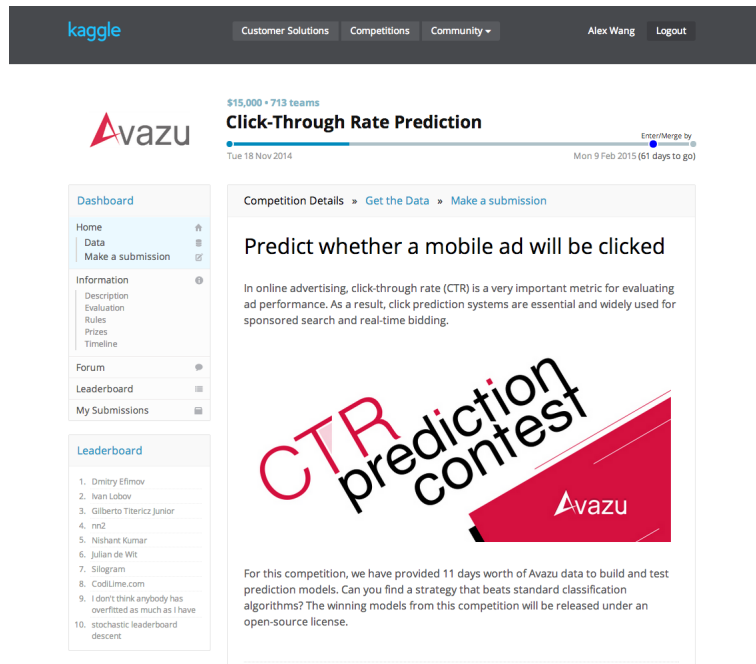 kaggle
Customer Solutions
Competitions
Community
Alex Wang
Logout
Avazu
$15,000 • 713 teams
Click-Through Rate Prediction
Enter/Merge by
Tue 18 Nov 2014
Mon 9 Feb 2015 (61 days to go)
Dashboard
Home
Data
Make a submission
Information
Description
Evaluation
Rules
Prizes
Timeline
Forum
Leaderboard
My Submissions
Leaderboard
1. Dmitry Efimov
2. Ivan Lobov
3. Gilberto Titericz Junior
4. nn2
5. Nishant Kumar
6. Julian de Wit
7. Silogram
8. CodiLime.com
9. I don't think anybody has
overfitted as much as I have
10. stochastic leaderboard
descent
Competition Details » Get the Data » Make a submission
Predict whether a mobile ad will be clicked
In online advertising, click-through rate (CTR) is a very important metric for evaluating
ad performance. As a result, click prediction systems are essential and widely used for
sponsored search and real-time bidding.
CTR prediction
contest
Avazu
For this competition, we have provided 11 days worth of Avazu data to build and test
prediction models. Can you find a strategy that beats standard classification
algorithms? The winning models from this competition will be released under an
open-source license.